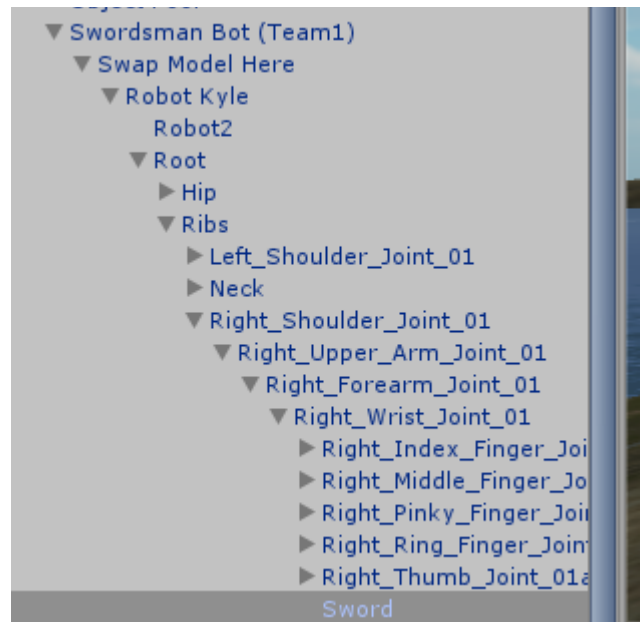 Swordsman Bot (Team1)
Swap Model Here
Robot Kyle
Robot2
Root
Hip
Ribs
Left_Shoulder_Joint_01
Neck
Right_Shoulder_Joint_01
Right_Upper_Arm_Joint_01
Right_Forearm_Joint_01
Right_Wrist_Joint_01
Right_Index_Finger_Joi
Right_Middle_Finger_Jo
Right_Pinky_Finger_Joi
Right_Ring_Finger_Join
Right_Thumb_Joint_01a
Sword